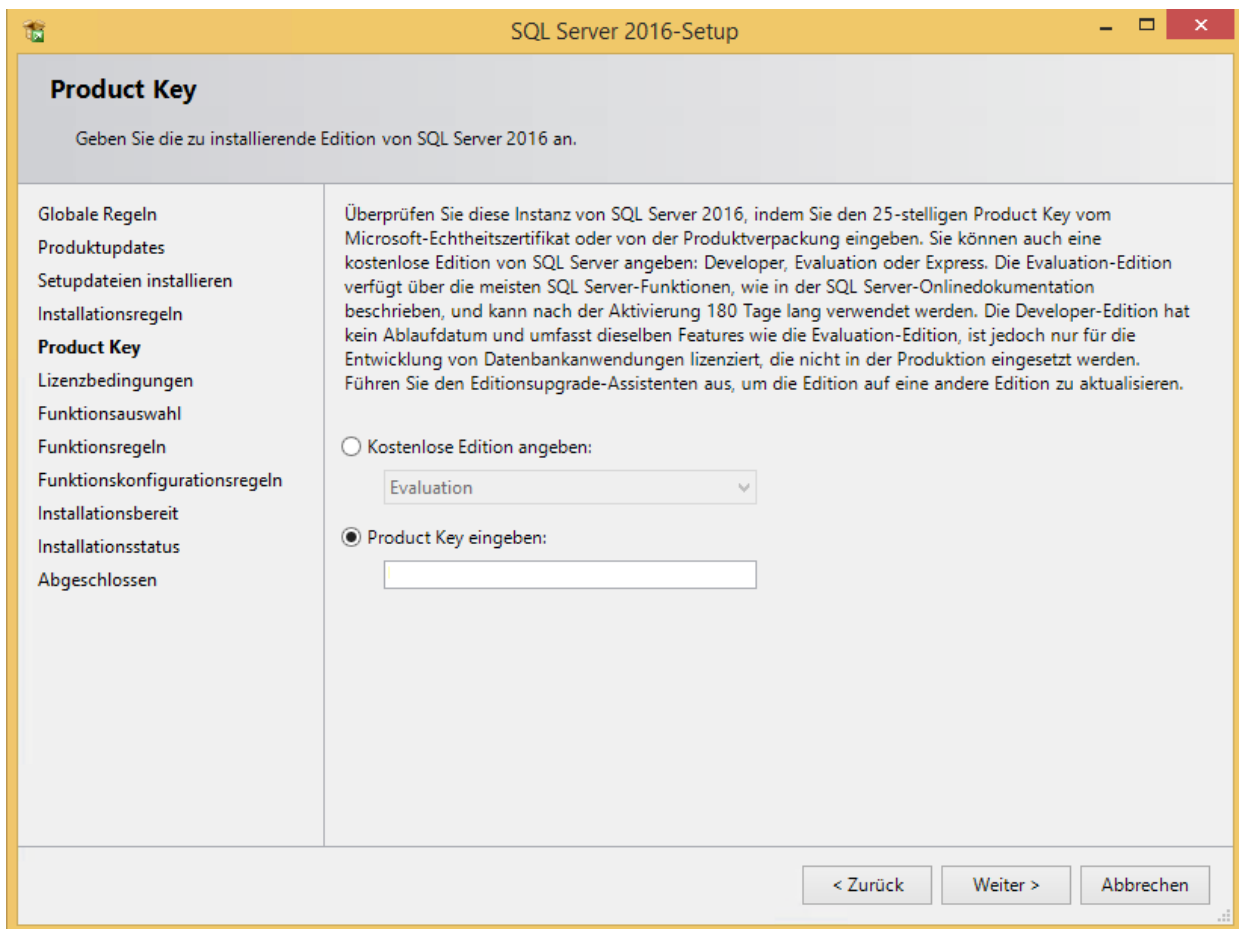 SQL Server 2016-Setup
Product Key
Geben Sie die zu installierende Edition von SQL Server 2016 an.
Globale Regeln
Produktupdates
Setupdateien installieren
Installationsregeln
Product Key
Lizenzbedingungen
Funktionsauswahl
Funktionsregeln
Funktionskonfigurationsregeln
Installationsbereit
Installationsstatus
Abgeschlossen
Überprüfen Sie diese Instanz von SQL Server 2016, indem Sie den 25-stelligen Product Key vom
Microsoft-Echtheitszertifikat oder von der Produktverpackung eingeben. Sie können auch eine
kostenlose Edition von SQL Server angeben: Developer, Evaluation oder Express. Die Evaluation-Edition
verfügt über die meisten SQL Server-Funktionen, wie in der SQL Server-Onlinedokumentation
beschrieben, und kann nach der Aktivierung 180 Tage lang verwendet werden. Die Developer-Edition hat
kein Ablaufdatum und umfasst dieselben Features wie die Evaluation-Edition, ist jedoch nur für die
Entwicklung von Datenbankanwendungen lizenziert, die nicht in der Produktion eingesetzt werden.
Führen Sie den Editionsupgrade-Assistenten aus, um die Edition auf eine andere Edition zu aktualisieren.
Kostenlose Edition angeben:
Evaluation
Product Key eingeben:
< Zurück
Weiter >
Abbrechen